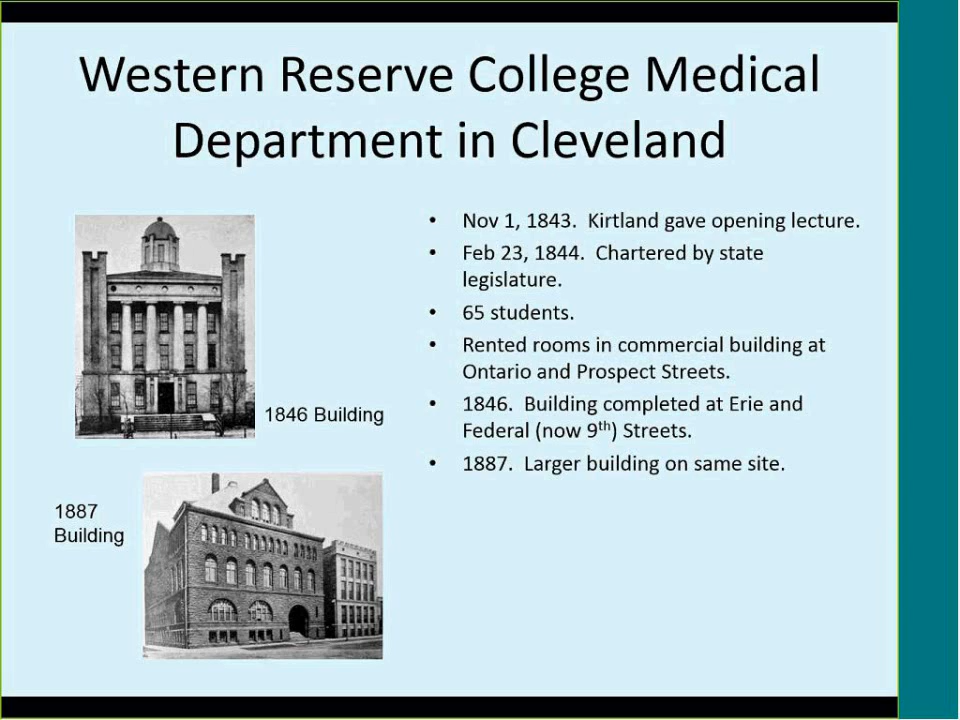 Western Reserve College Medical
Department in Cleveland
• Nov 1, 1843.  Kirtland gave opening lecture.
• Feb 23, 1844.  Chartered by state
legislature.
• 65 students.
• Rented rooms in commercial building at
Ontario and Prospect Streets.
• 1846.  Building completed at Erie and
Federal (now 9th) Streets.
• 1887.  Larger building on same site.
1846 Building
1887
Building